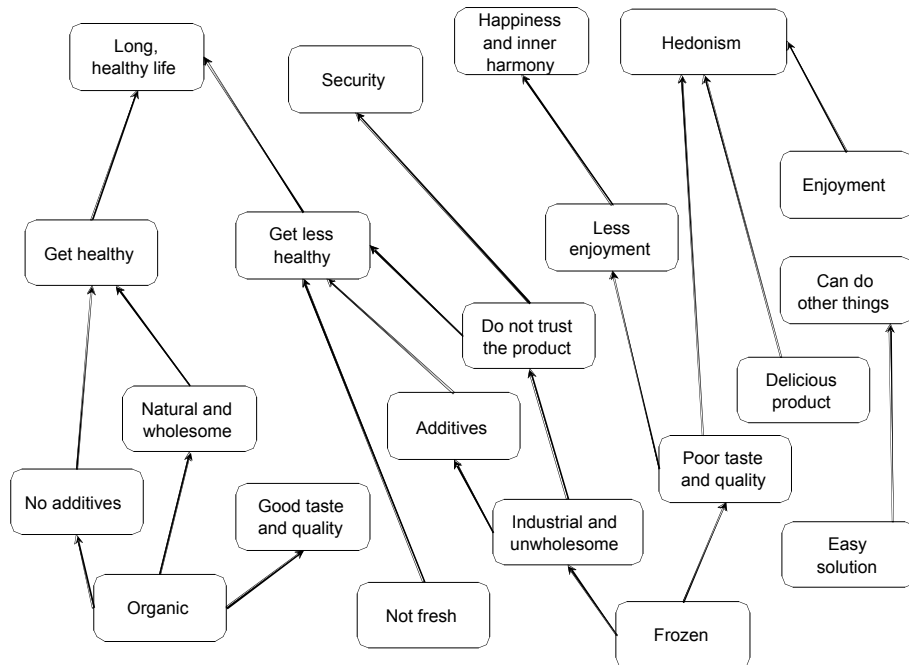 Happiness
and inner
harmony
Long,
healthy life
Hedonism
Security
Enjoyment
Get healthy
Get less
healthy
Less
enjoyment
Can do
other things
Do not trust
the product
Delicious
product
Natural and
wholesome
Additives
Poor taste
and quality
No additives
Good taste
and quality
Industrial and
unwholesome
Easy
solution
Organic
Not fresh
Frozen